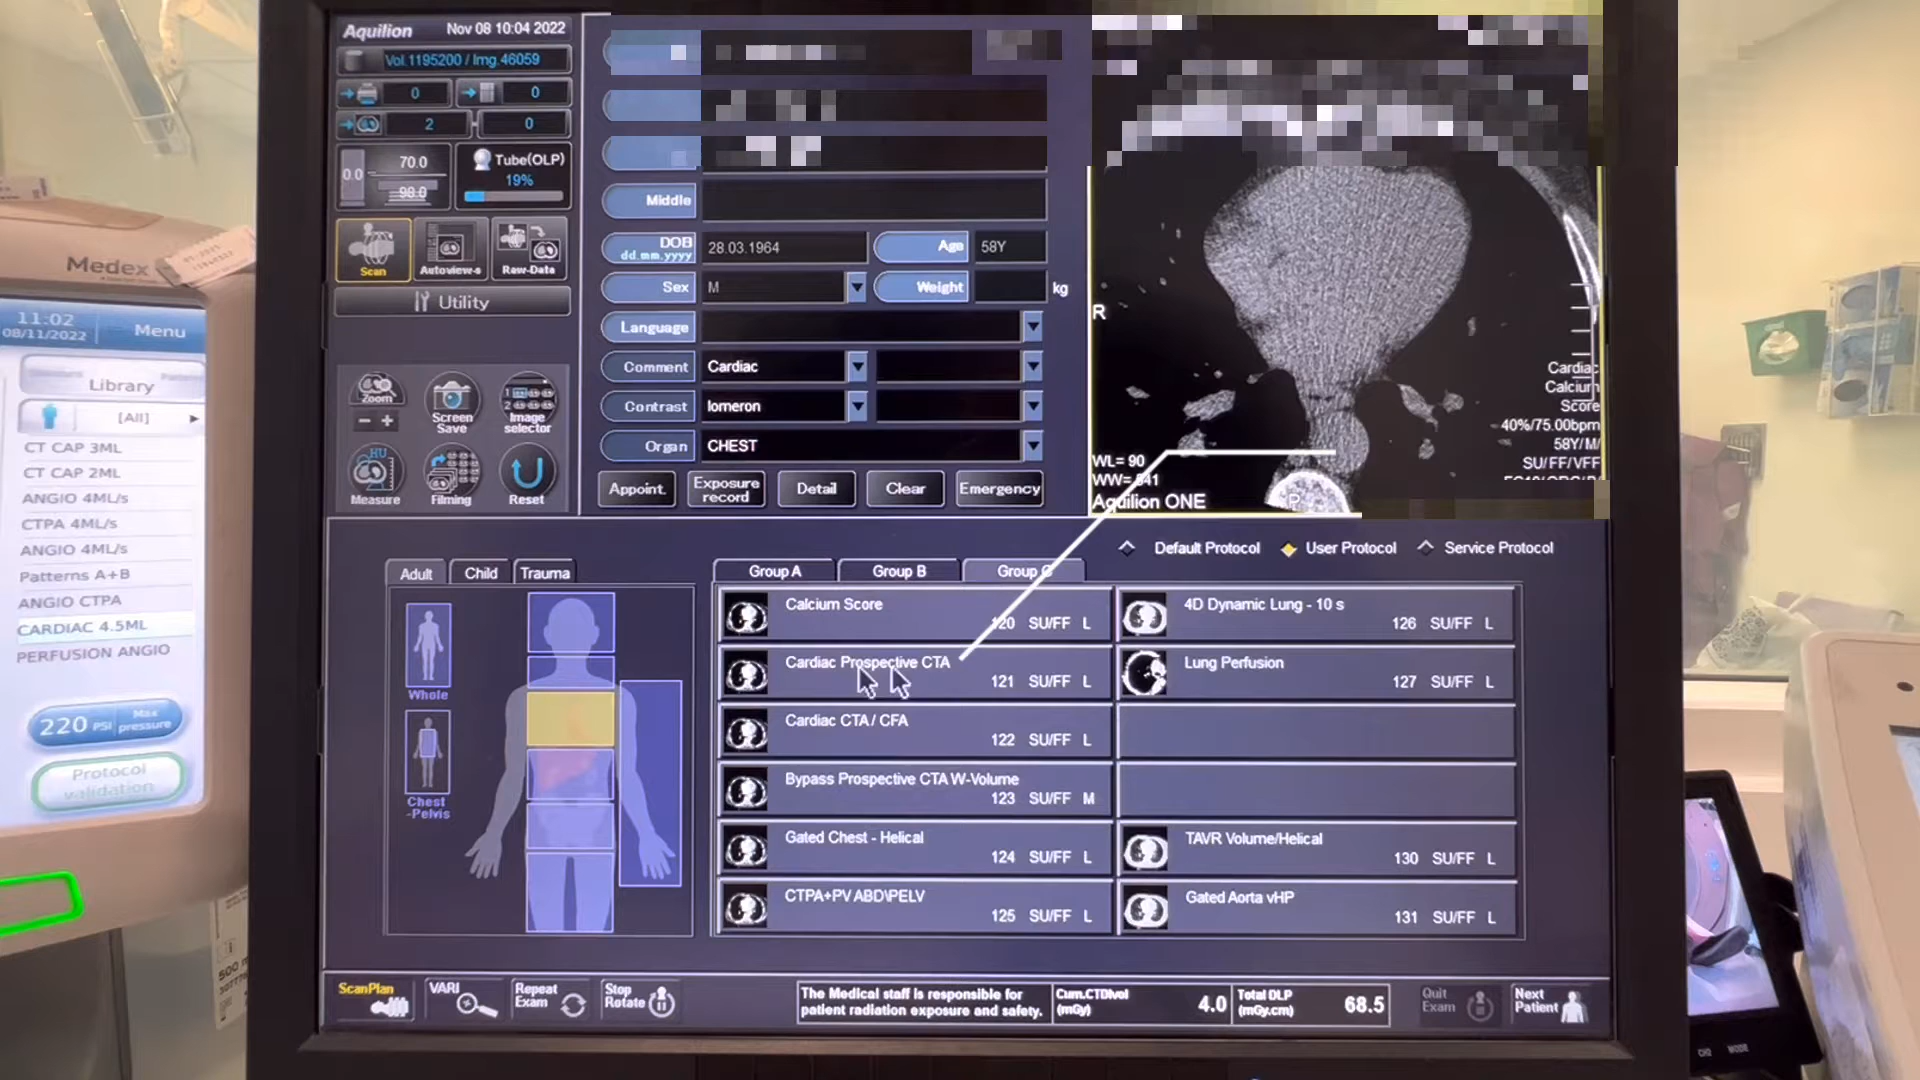 Medex
11:02
08/11/2022
Menu
Library
[All]
CT CAP 3ML
CT CAP 2ML
ANGIO 4ML/s
CTPA 4ML/s
ANGIO 4ML/s
Patterns A+B
ANGIO CTPA
CARDIAC 4.5ML
PERFUSION ANGIO
220 PSI Max pressure
Protocol validation
Aquilion Nov 08 10:04 2022
Vol.1195200 / Img.46059
0 0
2 0
0.0 70.0 98.0
Tube(OLP)
19%
Scan Autoview-s Raw-Data
Utility
Zoom
Screen Save
Image selector
HU
Measure Filming Reset
Middle
DOB dd.mm.yyyy 28.03.1964 Age 58Y
Sex M Weight kg
Language
Comment Cardiac
Contrast Iomeron
Organ CHEST
Appoint. Exposure record Detail Clear Emergency
R
Cardiac
Calcium
Score
40%/75.00bpm
58Y/M/
SU/FF/VFF
WL= 90
Aquilion ONE
P
Default Protocol User Protocol Service Protocol
Adult Child Trauma
Whole
Chest -Pelvis
Group A Group B Group C
Calcium Score
120 SU/FF L
Cardiac Prospective CTA
121 SU/FF L
Cardiac CTA / CFA
122 SU/FF L
Bypass Prospective CTA W-Volume
123 SU/FF M
Gated Chest - Helical
124 SU/FF L
CTPA+PV ABD\PELV
125 SU/FF L
4D Dynamic Lung - 10 s
126 SU/FF L
Lung Perfusion
127 SU/FF L
TAVR Volume/Helical
130 SU/FF L
Gated Aorta vHP
131 SU/FF L
ScanPlan
VARI
Repeat Exam
Stop Rotate
The Medical staff is responsible for
patient radiation exposure and safety.
Cum.CTDIvol (mGy) 4.0
Total DLP (mGy.cm) 68.5
Quit Exam
Next Patient
MODE